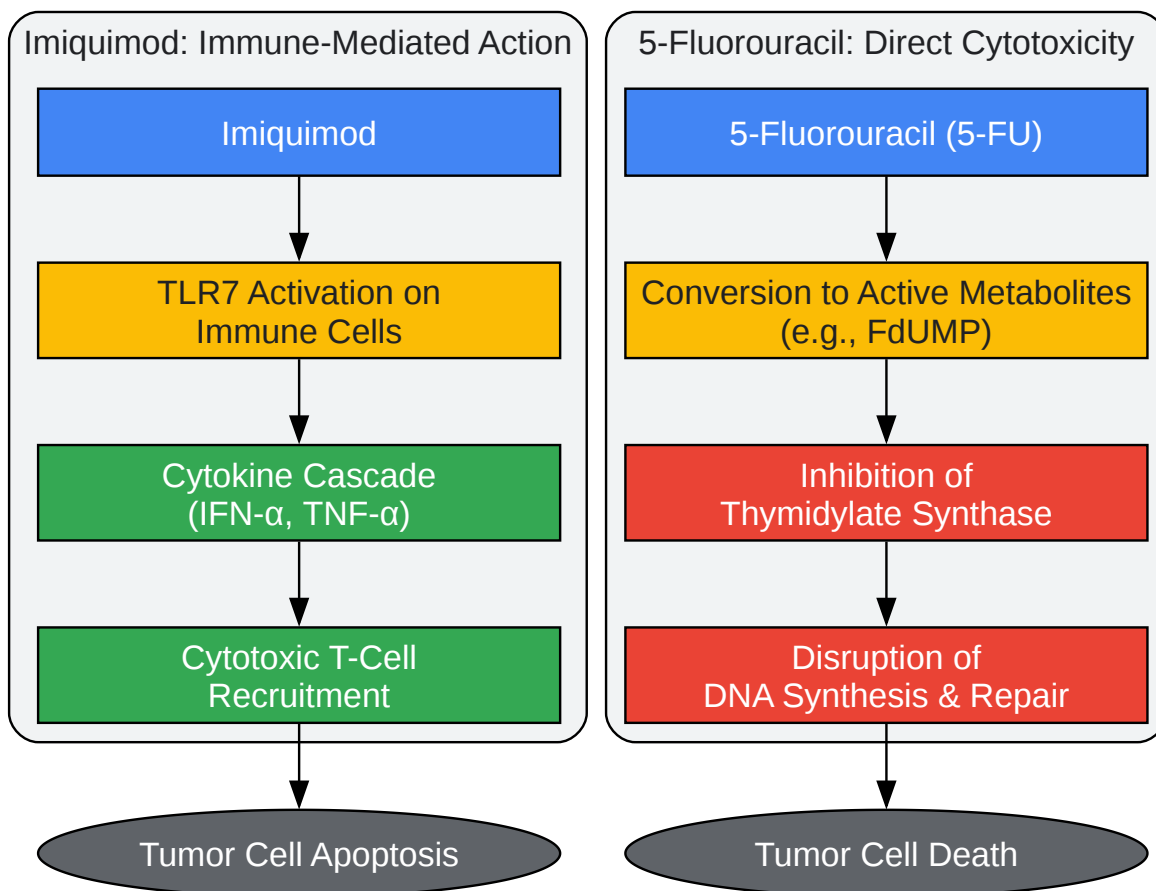 Imiquimod: Immune-Mediated Action
Imiquimod
TLR7 Activation on
Immune Cells
Cytokine Cascade
(IFN-α, TNF-α)
Cytotoxic T-Cell
Recruitment
Tumor Cell Apoptosis
5-Fluorouracil: Direct Cytotoxicity
5-Fluorouracil (5-FU)
Conversion to Active Metabolites
(e.g., FdUMP)
Inhibition of
Thymidylate Synthase
Disruption of
DNA Synthesis & Repair
Tumor Cell Death